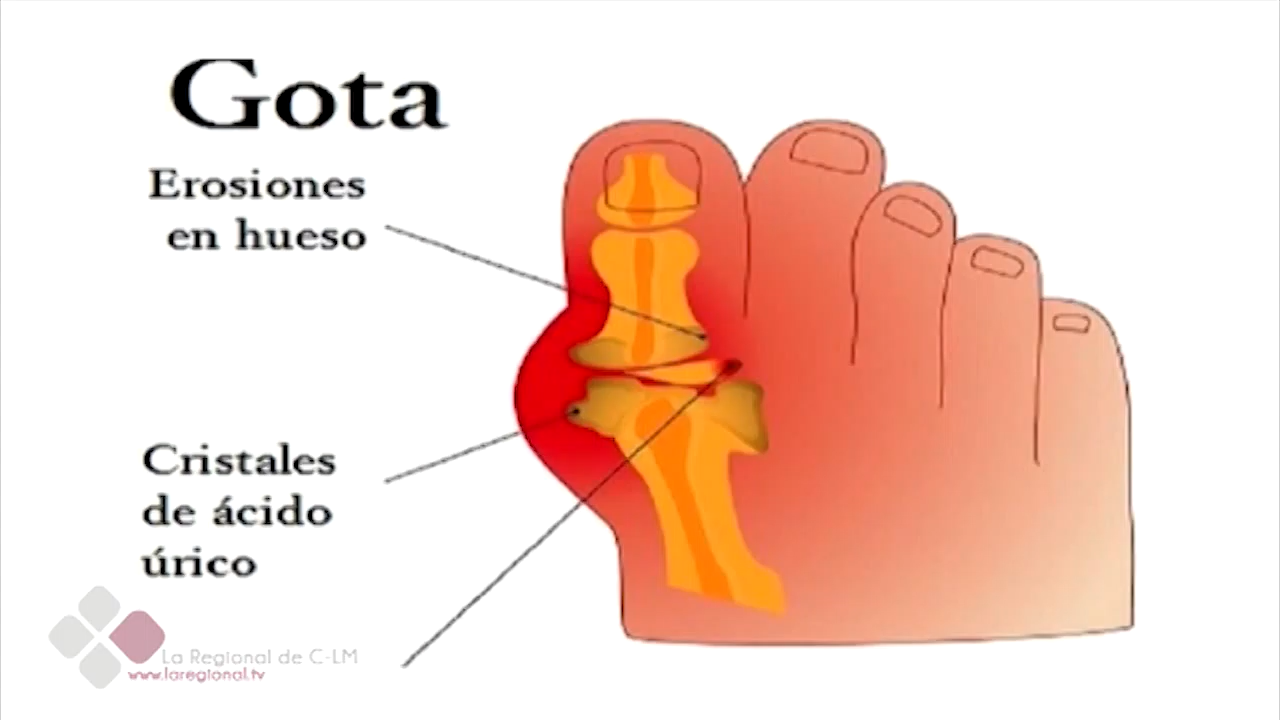 Gota
Erosiones
en hueso
Cristales
de ácido
úrico
La Regional de C-LM
www.laregional.tv